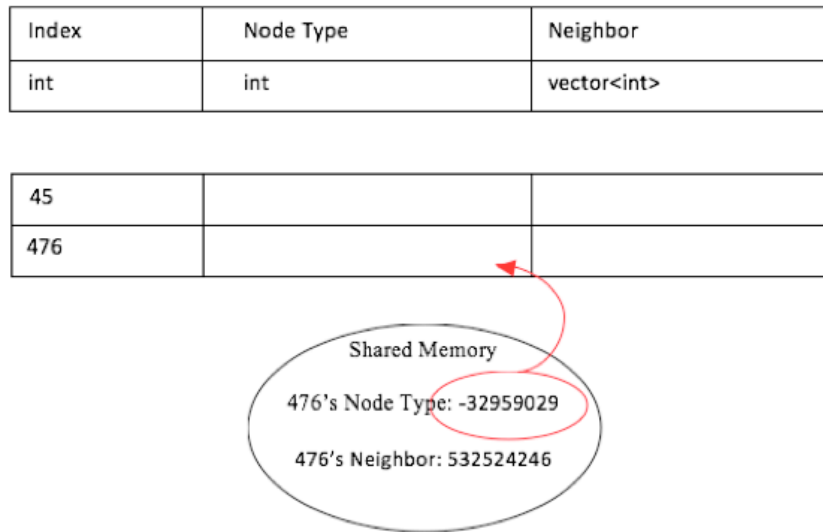 Index Node Type Neighbor
int int vector<int>
45
476
Shared Memory
476's Node Type: -32959029
476's Neighbor: 532524246